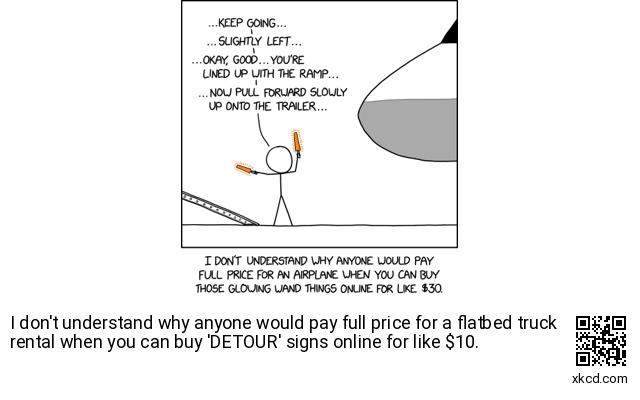 ...KEEP GOING...
...SLIGHTLY LEFT...
...OKAY, GOOD...YOU'RE
LINED UP WITH THE RAMP...
...NOW PULL FORWARD SLOWLY
UP ONTO THE TRAILER...
I DON'T UNDERSTAND WHY ANYONE WOULD PAY
FULL PRICE FOR AN AIRPLANE WHEN YOU CAN BUY
THOSE GLOWING WAND THINGS ONLINE FOR LIKE $30.
I don't understand why anyone would pay full price for a flatbed truck
rental when you can buy 'DETOUR' signs online for like $10.
xkcd.com